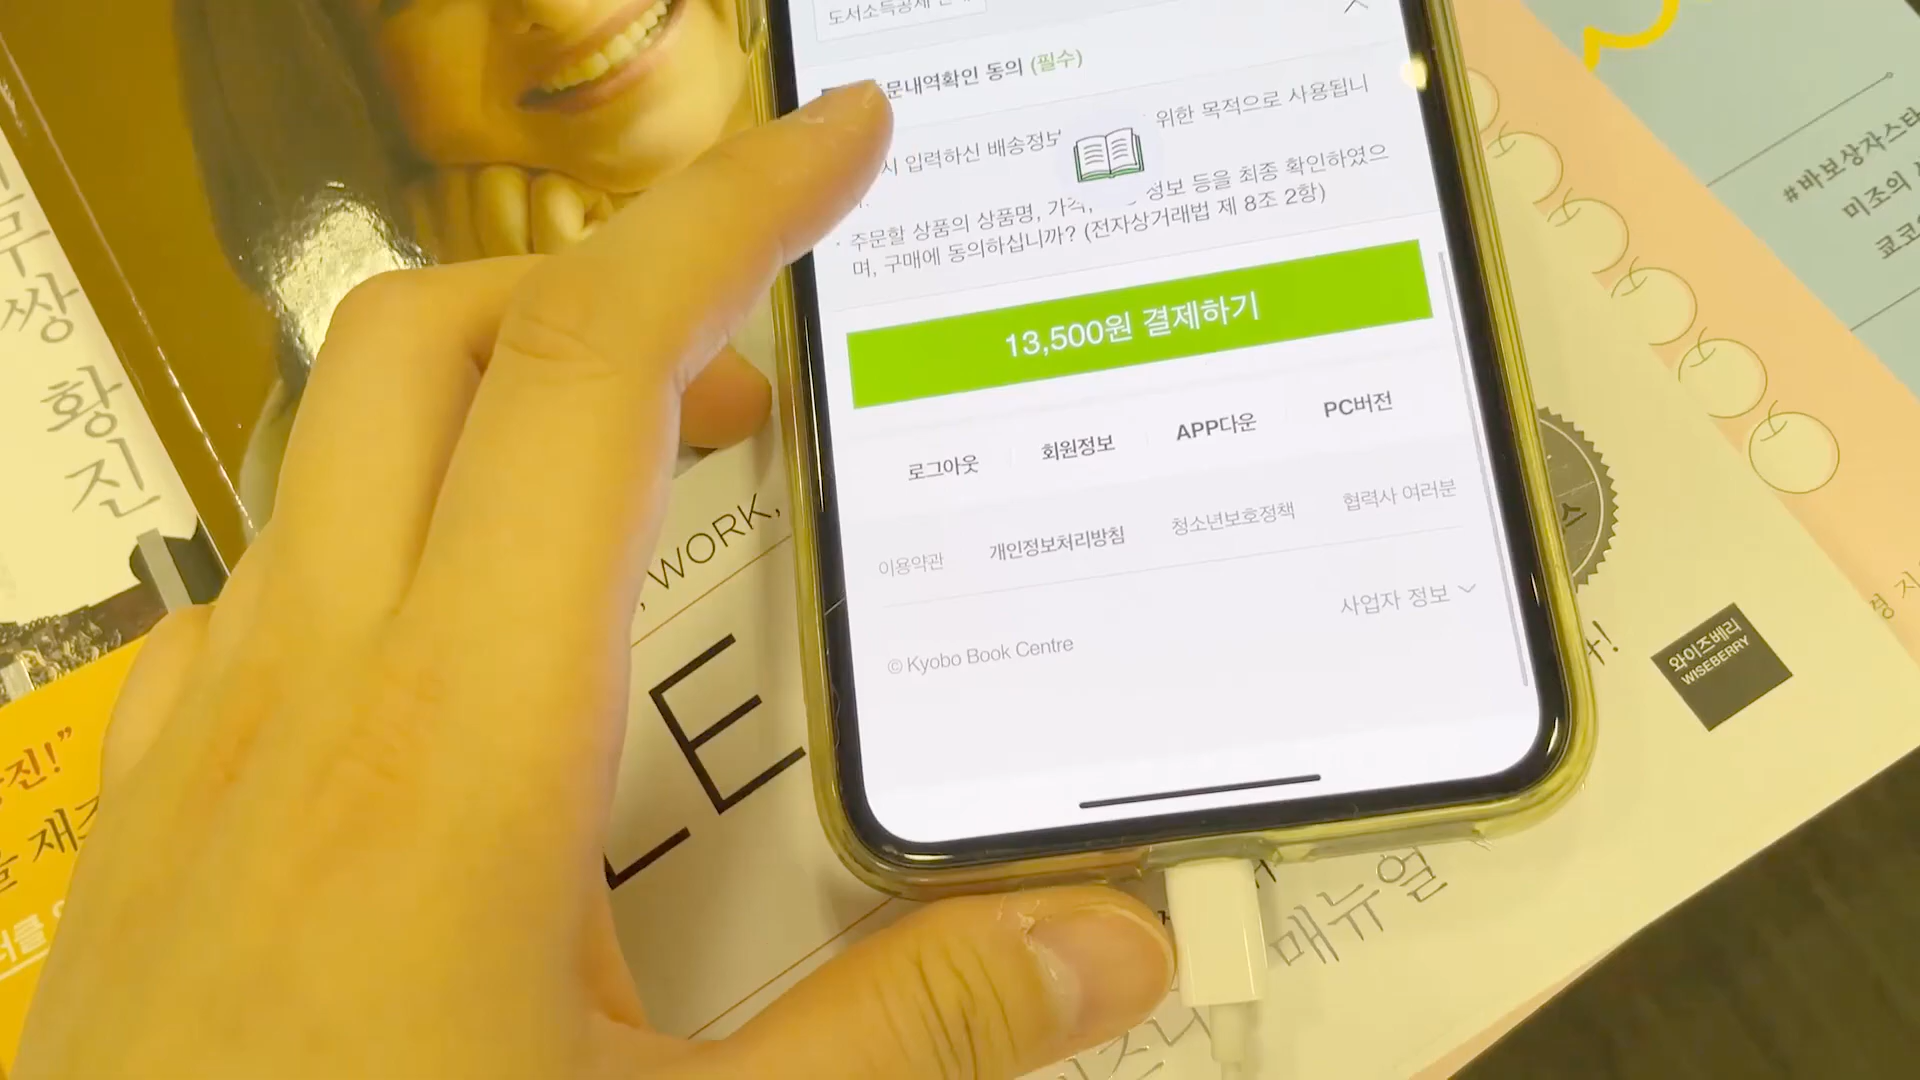 도서소득공제 안내
주문내역확인 동의 (필수)
시 입력하신 배송정보 위한 목적으로 사용됩니
· 주문할 상품의 상품명, 가격, 정보 등을 최종 확인하였으
며, 구매에 동의하십니까? (전자상거래법 제 8조 2항)
13,500원 결제하기
로그아웃 회원정보 APP다운 PC버전
이용약관 개인정보처리방침 청소년보호정책 협력사 여러분
사업자 정보
© Kyobo Book Centre
쌍
황
진
진!”
WORK,
LE
매뉴얼
와이즈베리
WISEBERRY
#바보상자스타
미조의